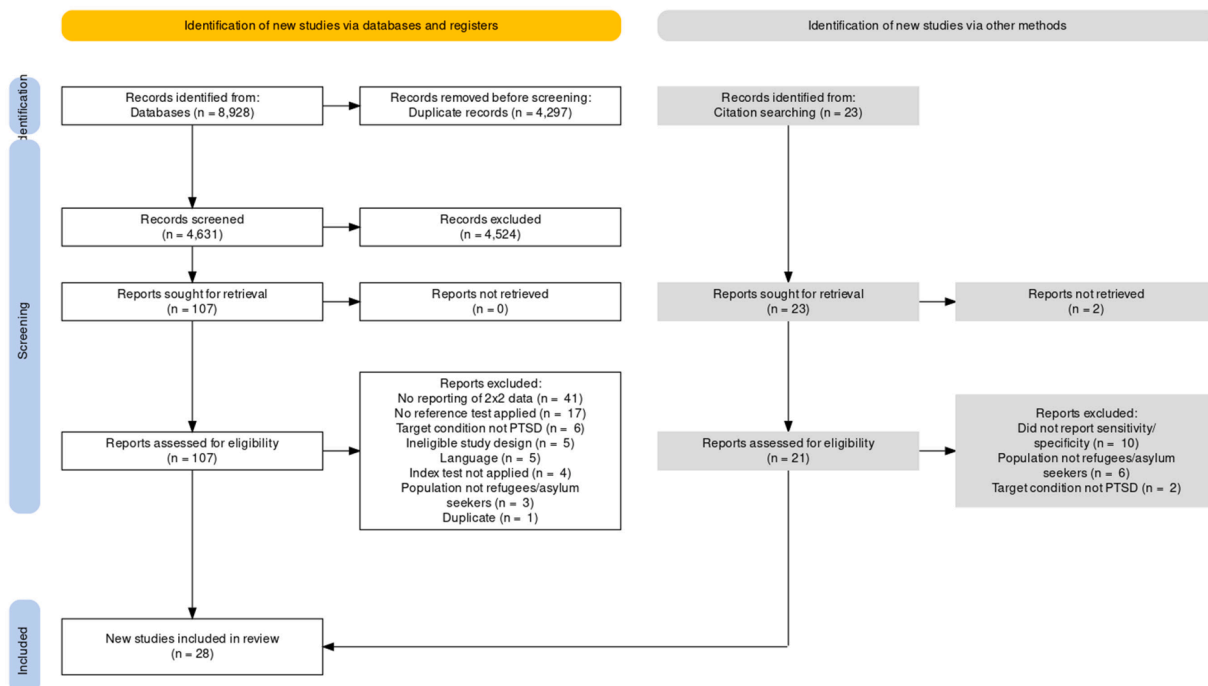 Identification of new studies via databases and registers
Identification of new studies via other methods
Identification
Records identified from:
Databases (n = 8,928)
Records removed before screening:
Duplicate records (n = 4,297)
Records identified from:
Citation searching (n = 23)
Screening
Records screened
(n = 4,631)
Records excluded
(n = 4,524)
Reports sought for retrieval
(n = 107)
Reports not retrieved
(n = 0)
Reports sought for retrieval
(n = 23)
Reports not retrieved
(n = 2)
Reports assessed for eligibility
(n = 107)
Reports excluded:
No reporting of 2x2 data (n = 41)
No reference test applied (n = 17)
Target condition not PTSD (n = 6)
Ineligible study design (n = 5)
Language (n = 5)
Index test not applied (n = 4)
Population not refugees/asylum
seekers (n = 3)
Duplicate (n = 1)
Reports assessed for eligibility
(n = 21)
Reports excluded:
Did not report sensitivity/
specificity (n = 10)
Population not refugees/asylum
seekers (n = 6)
Target condition not PTSD (n = 2)
Included
New studies included in review
(n = 28)